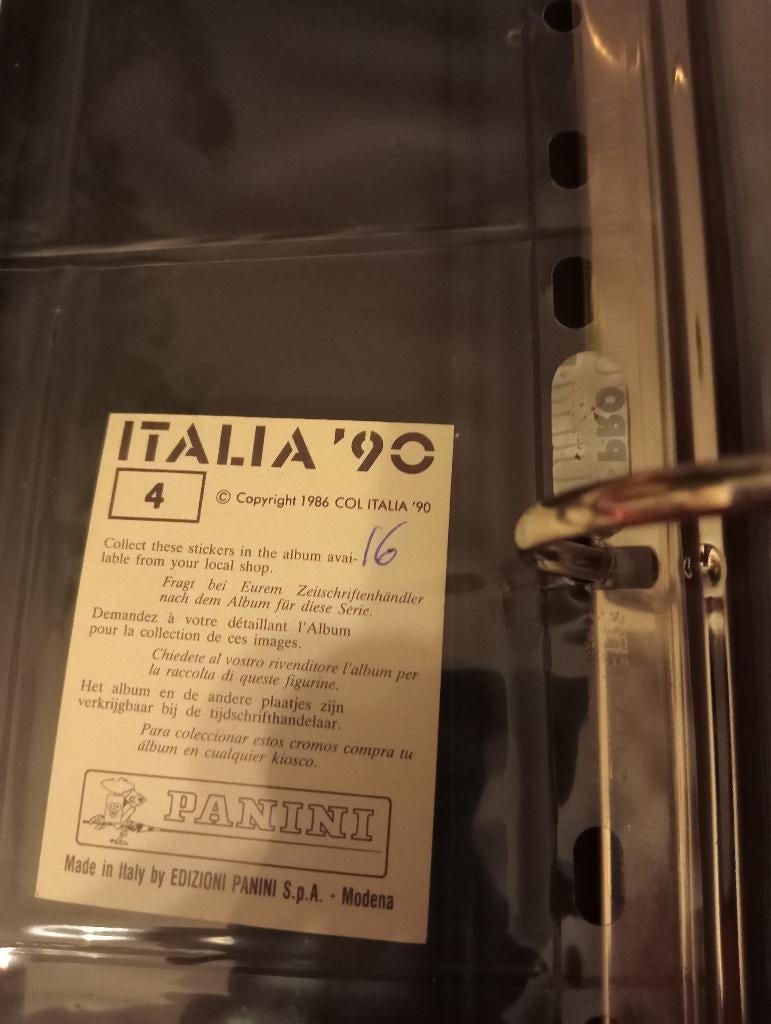 ITALIA '90
4
© Copyright 1986 COL ITALIA '90
16
Collect these stickers in the album avai-
lable from your local shop.
Fragt bei Eurem Zeitschriftenhändler
nach dem Album für diese Serie.
Demandez à votre détaillant l'Album
pour la collection de ces images.
Chiedete al vostro rivenditore l'album per
la raccolta di queste figurine.
Het album en de andere plaatjes zijn
verkrijgbaar bij de tijdschrifthandelaar.
Para coleccionar estos cromos compra tu
álbum en cualquier kiosco.
PANINI
Made in Italy by EDIZIONI PANINI S.p.A. - Modena
PRO